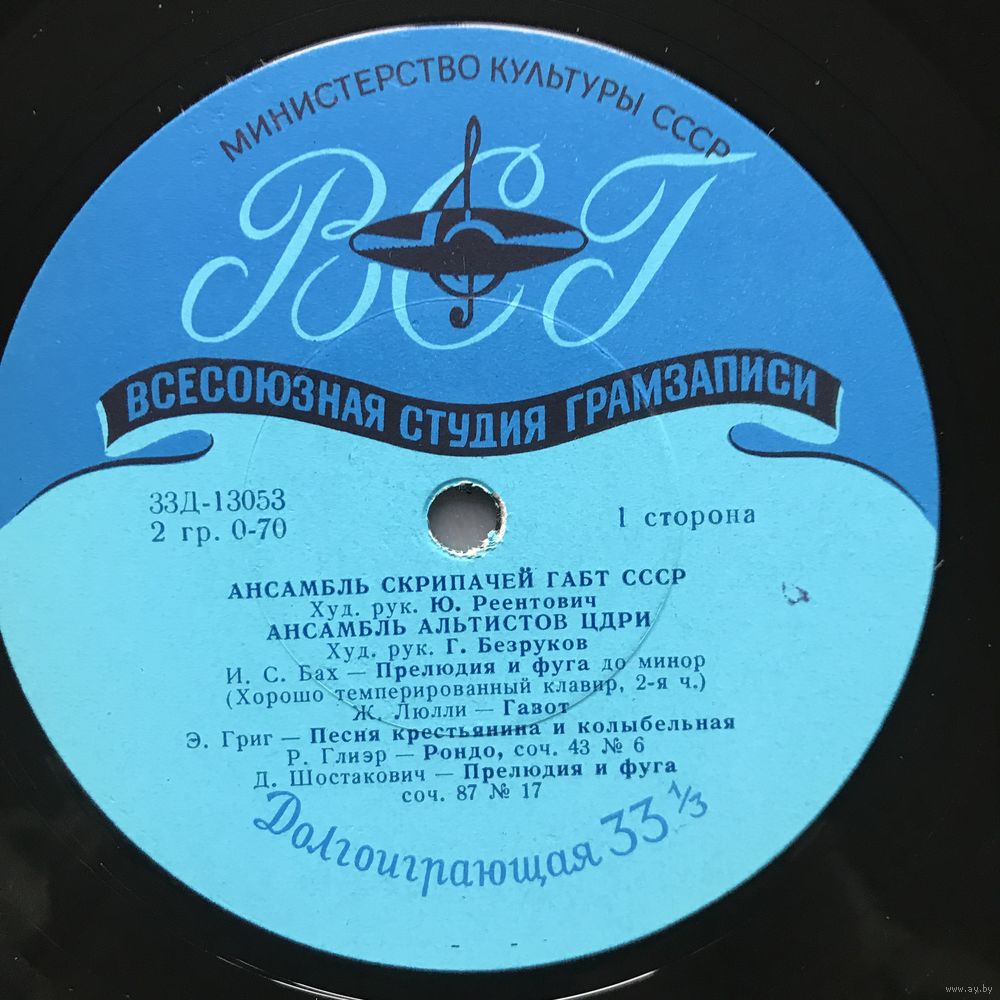 МИНИСТЕРСТВО КУЛЬТУРЫ СССР
ВСГ
ВСЕСОЮЗНАЯ СТУДИЯ ГРАМЗАПИСИ
33Д-13053
2 гр. 0-70
1 сторона
АНСАМБЛЬ СКРИПАЧЕЙ ГАБТ СССР
Худ. рук. Ю. Реентович
АНСАМБЛЬ АЛЬТИСТОВ ЦДРИ
Худ. рук. Г. Безруков
И. С. Бах — Прелюдия и фуга до минор
(Хорошо темперированный клавир, 2-я ч.)
Ж. Люлли — Гавот
Э. Григ — Песня крестьянина и колыбельная
Р. Глиэр — Рондо, соч. 43 № 6
Д. Шостакович — Прелюдия и фуга
соч. 87 № 17
Долгоиграющая 33 1/3
www.ay.by